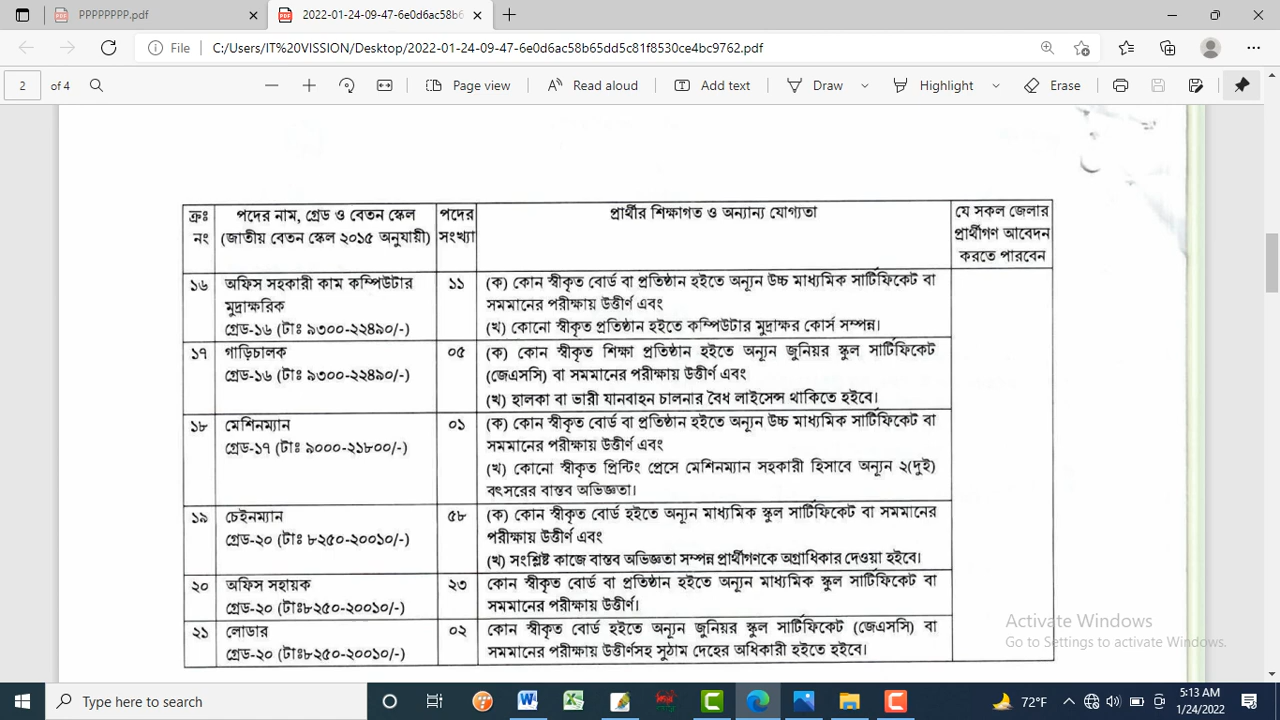 PPPPPPPP.pdf
2022-01-24-09-47-6e0d6ac58b6
File
C:/Users/IT%20VISSION/Desktop/2022-01-24-09-47-6e0d6ac58b65dd5c81f8530ce4bc9762.pdf
2 of 4
Page view
Read aloud
Add text
Draw
Highlight
Erase
ক্রঃ নং
পদের নাম, গ্রেড ও বেতন স্কেল
(জাতীয় বেতন স্কেল ২০১৫ অনুযায়ী)
পদের
সংখ্যা
প্রার্থীর শিক্ষাগত ও অন্যান্য যোগ্যতা
যে সকল জেলার
প্রার্থীগণ আবেদন
করতে পারবেন
১৬
অফিস সহকারী কাম কম্পিউটার
মুদ্রাক্ষরিক
গ্রেড-১৬ (টাঃ ৯৩০০-২২৪৯০/-)
১১
(ক) কোন স্বীকৃত বোর্ড বা প্রতিষ্ঠান হইতে অন্যূন উচ্চ মাধ্যমিক সার্টিফিকেট বা
সমমানের পরীক্ষায় উত্তীর্ণ এবং
(খ) কোনো স্বীকৃত প্রতিষ্ঠান হইতে কম্পিউটার মুদ্রাক্ষর কোর্স সম্পন্ন।
১৭
গাড়িচালক
গ্রেড-১৬ (টাঃ ৯৩০০-২২৪৯০/-)
০৫
(ক) কোন স্বীকৃত শিক্ষা প্রতিষ্ঠান হইতে অন্যূন জুনিয়র স্কুল সার্টিফিকেট
(জেএসসি) বা সমমানের পরীক্ষায় উত্তীর্ণ এবং
(খ) হালকা বা ভারী যানবাহন চালনার বৈধ লাইসেন্স থাকিতে হইবে।
১৮
মেশিনম্যান
গ্রেড-১৭ (টাঃ ৯০০০-২১৮০০/-)
০১
(ক) কোন স্বীকৃত বোর্ড বা প্রতিষ্ঠান হইতে অন্যূন উচ্চ মাধ্যমিক সার্টিফিকেট বা
সমমানের পরীক্ষায় উত্তীর্ণ এবং
(খ) কোনো স্বীকৃত প্রিন্টিং প্রেসে মেশিনম্যান সহকারী হিসাবে অন্যূন ২(দুই)
বৎসরের বাস্তব অভিজ্ঞতা।
১৯
চেইনম্যান
গ্রেড-২০ (টাঃ ৮২৫০-২০০১০/-)
৫৮
(ক) কোন স্বীকৃত বোর্ড হইতে অন্যূন মাধ্যমিক স্কুল সার্টিফিকেট বা সমমানের
পরীক্ষায় উত্তীর্ণ এবং
(খ) সংশ্লিষ্ট কাজে বাস্তব অভিজ্ঞতা সম্পন্ন প্রার্থীগণকে অগ্রাধিকার দেওয়া হইবে।
২০
অফিস সহায়ক
গ্রেড-২০ (টাঃ৮২৫০-২০০১০/-)
২৩
কোন স্বীকৃত বোর্ড বা প্রতিষ্ঠান হইতে অন্যূন মাধ্যমিক স্কুল সার্টিফিকেট বা
সমমানের পরীক্ষায় উত্তীর্ণ।
২১
লোডার
গ্রেড-২০ (টাঃ৮২৫০-২০০১০/-)
০২
কোন স্বীকৃত বোর্ড হইতে অন্যূন জুনিয়র স্কুল সার্টিফিকেট (জেএসসি) বা
সমমানের পরীক্ষায় উত্তীর্ণসহ সুঠাম দেহের অধিকারী হইতে হইবে।
Activate Windows
Go to Settings to activate Windows.
Type here to search
72°F
5:13 AM
1/24/2022